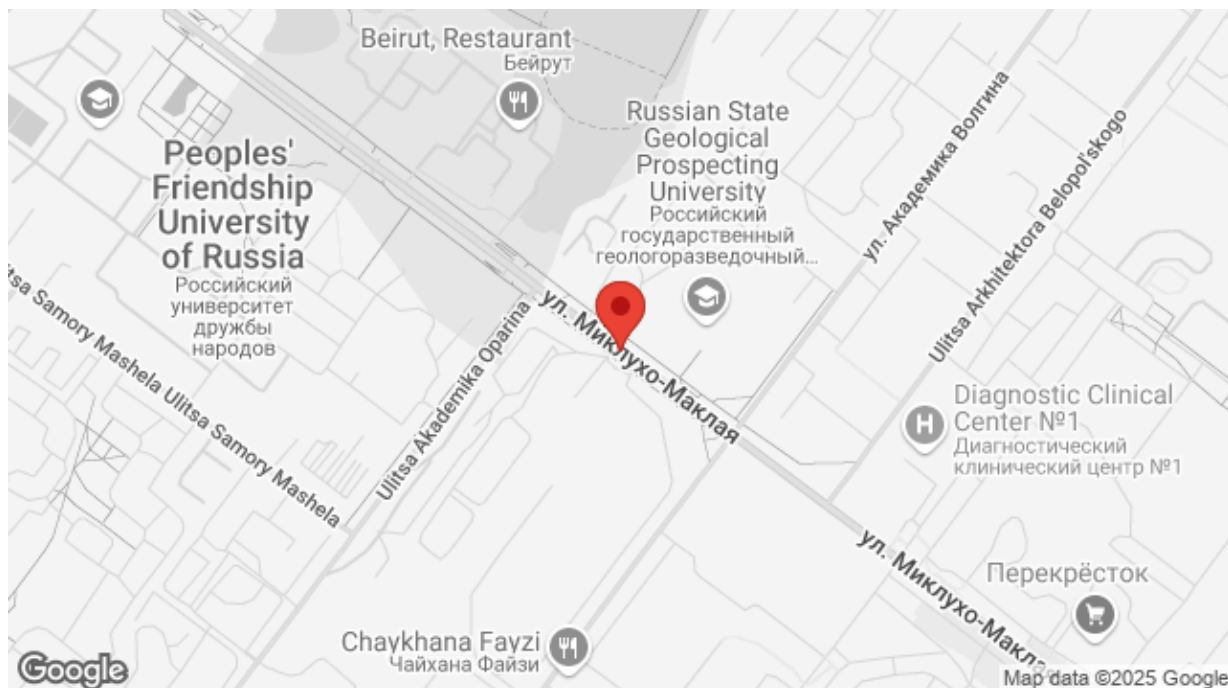 Beirut, Restaurant
Бейрут
Russian State
Geological
Prospecting
University
Российский
государственный
геологоразведочный...
ул. Академика Волгина
Ulitsa Arkhitektora Belopol'skogo
Peoples'
Friendship
University
of Russia
Российский
университет
дружбы
народов
ул. Миклухо-Маклая
Ulitsa Akademika Oparina
Ulitsa Samory Mashela Ulitsa Samory Mashela
Diagnostic Clinical
Center №1
Диагностический
клинический центр №1
H
ул. Миклухо-Макла
Перекрёсток
Chaykhana Fayzi
Чайхана Файзи
Google
Map data ©2025 Google